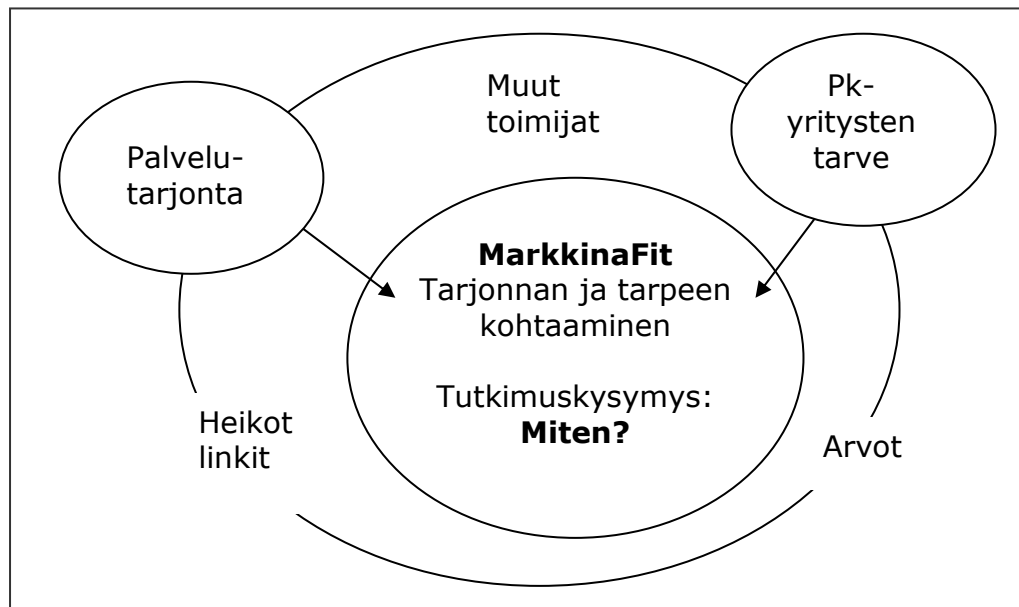 Muut
toimijat
Pk-
yritysten
tarve
Palvelu-
tarjonta
MarkkinaFit
Tarjonnan ja tarpeen
kohtaaminen
Tutkimuskysymys:
Miten?
Heikot
linkit
Arvot